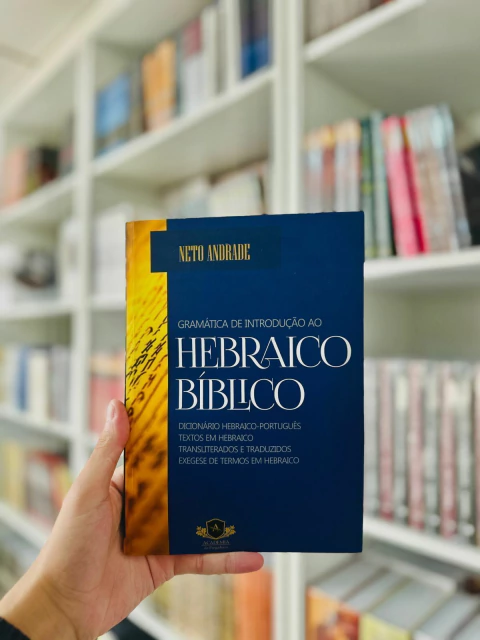 NETO ANDRADE
GRAMÁTICA DE INTRODUÇÃO AO
HEBRAICO
BÍBLICO
DICIONÁRIO HEBRAICO-PORTUGUÊS
TEXTOS EM HEBRAICO
TRANSLITERADOS E TRADUZIDOS
EXEGESE DE TERMOS EM HEBRAICO
A
ACADEMIA